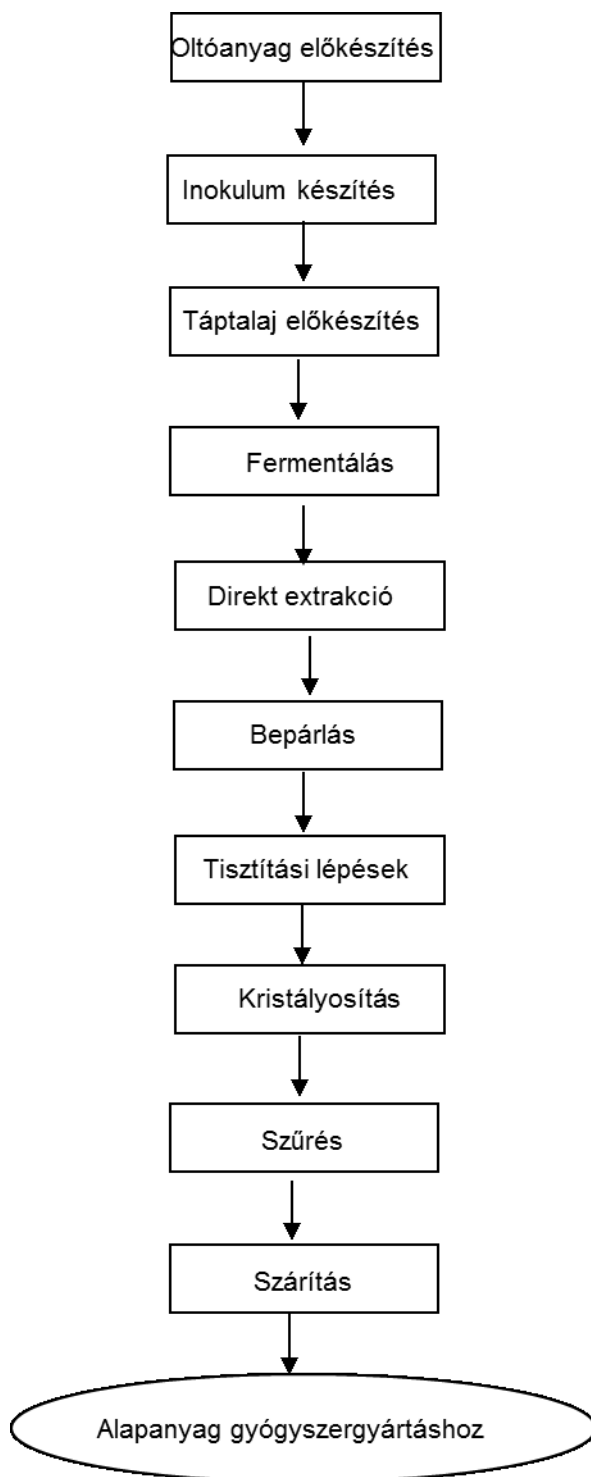 Oltóanyag előkészítés
Inokulum készítés
Táptalaj előkészítés
Fermentálás
Direkt extrakció
Bepárlás
Tisztítási lépések
Kristályosítás
Szűrés
Szárítás
Alapanyag gyógyszergyártáshoz